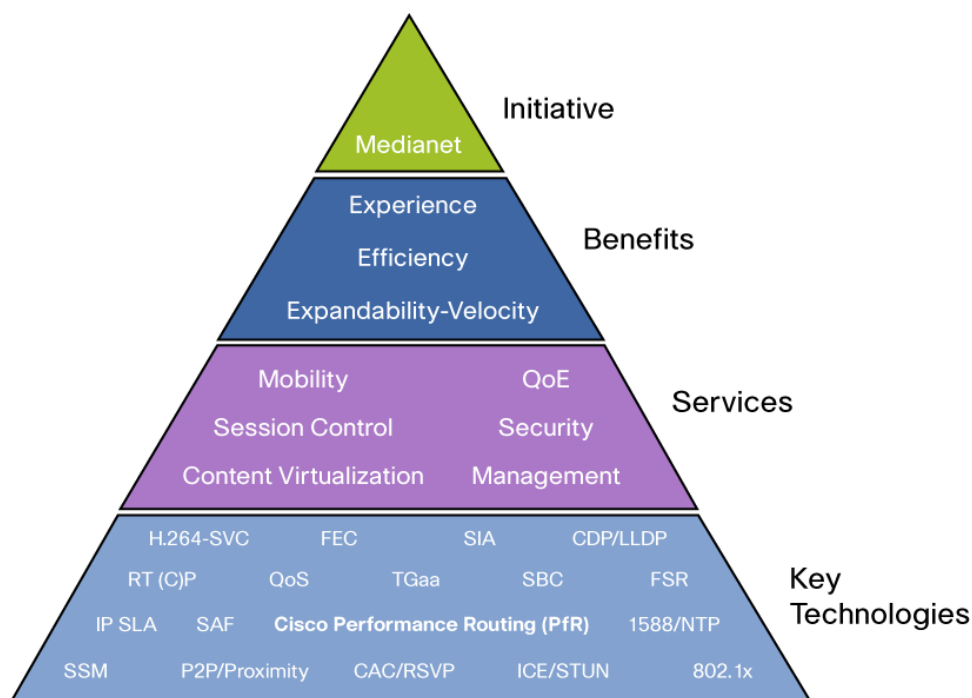 Initiative
Medianet
Experience
Benefits
Efficiency
Expandability-Velocity
Mobility QoE
Services
Session Control Security
Content Virtualization Management
H.264-SVC FEC SIA CDP/LLDP
RT (C)P QoS TGaa SBC FSR
Key
Technologies
IP SLA SAF Cisco Performance Routing (PfR) 1588/NTP
SSM P2P/Proximity CAC/RSVP ICE/STUN 802.1x